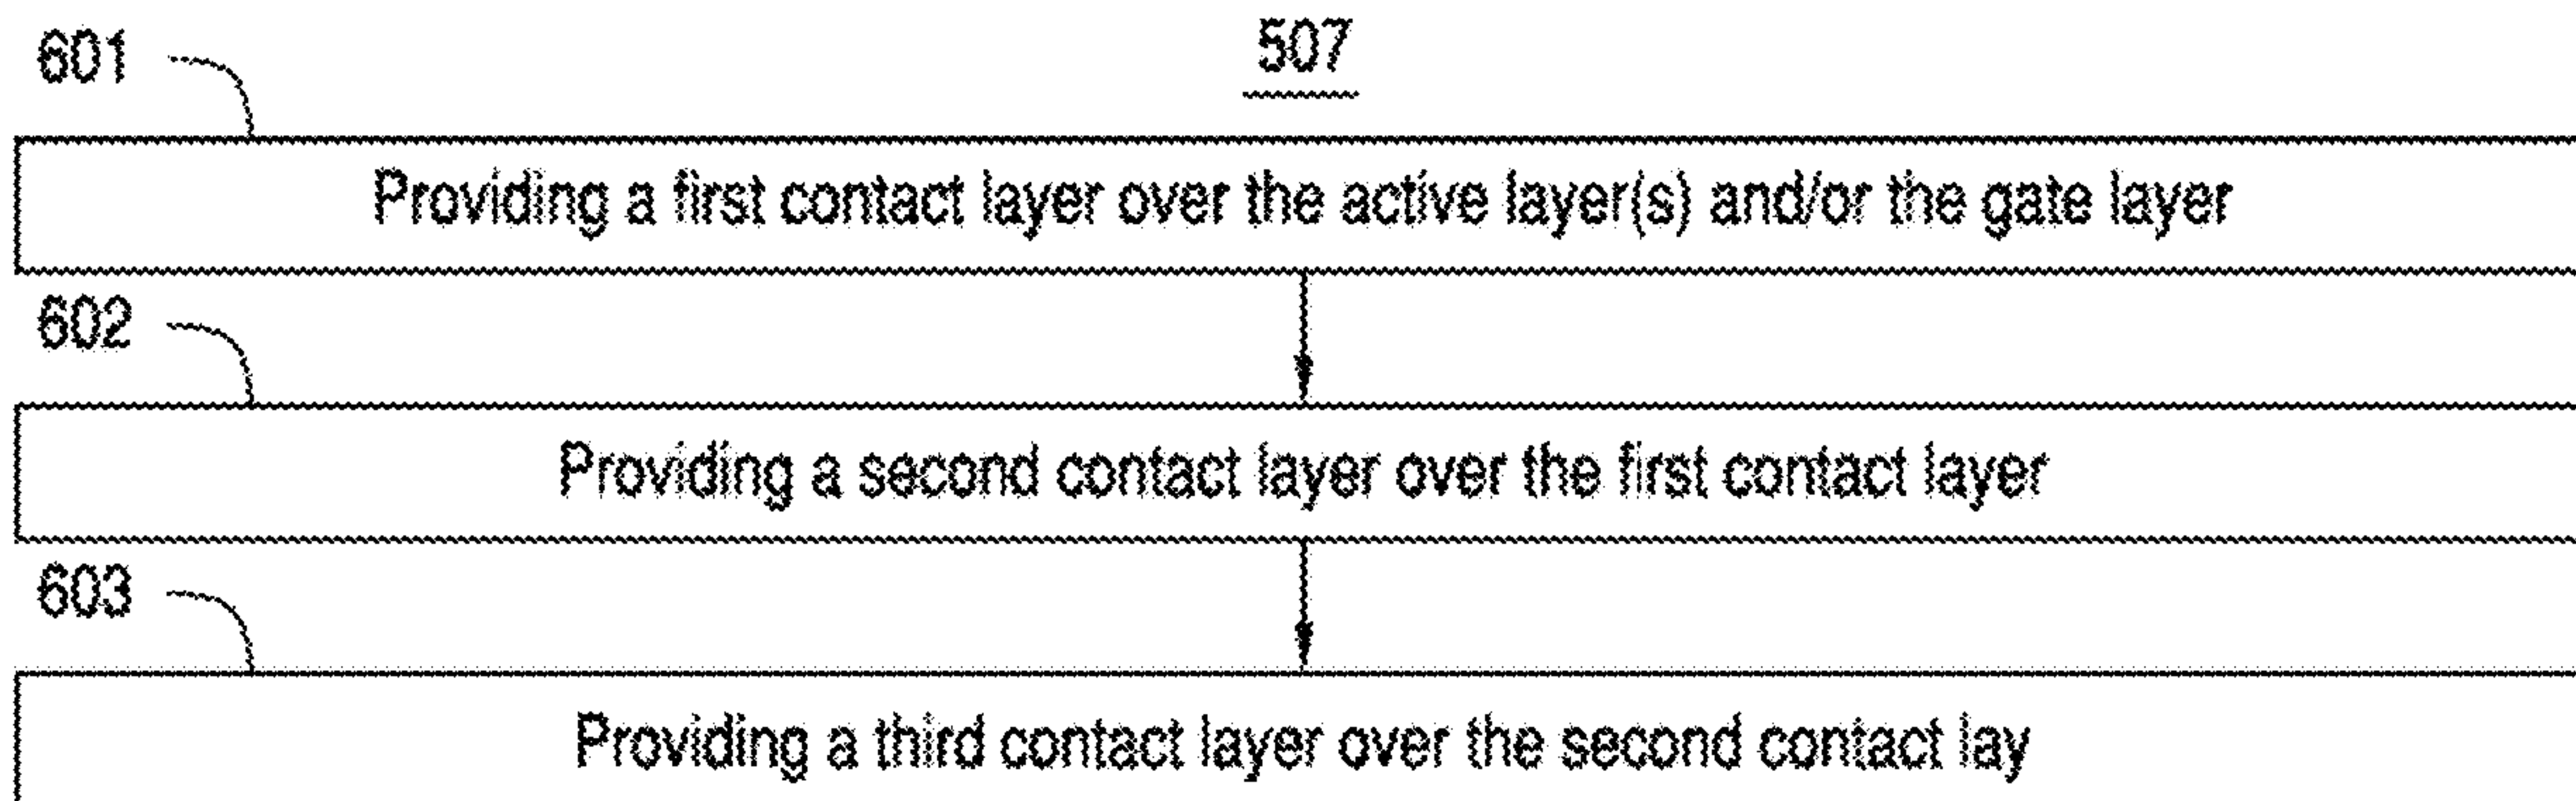 601
507
Providing a first contact layer over the active layer(s) and/or the gate layer
602
Providing a second contact layer over the first contact layer
603
Providing a third contact layer over the second contact lay